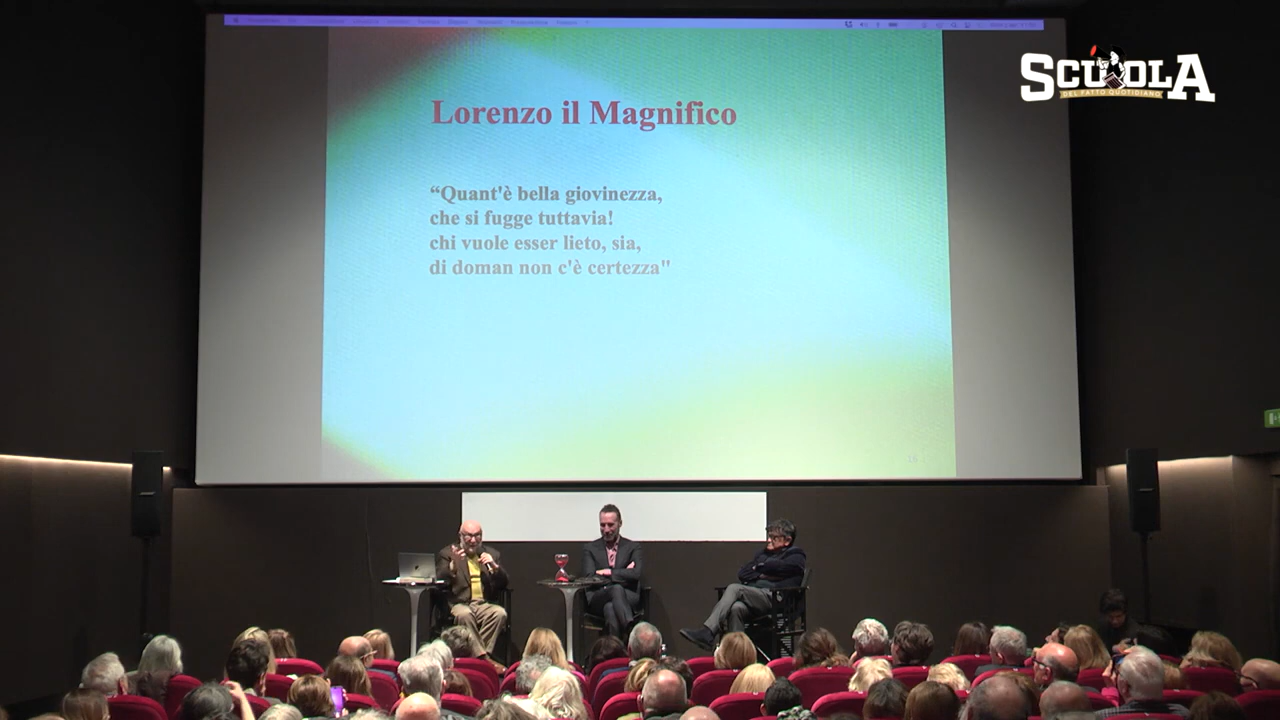 SCUOLA
DEL FATTO QUOTIDIANO
Lorenzo il Magnifico
“Quant'è bella giovinezza,
che si fugge tuttavia!
chi vuole esser lieto, sia,
di doman non c'è certezza"